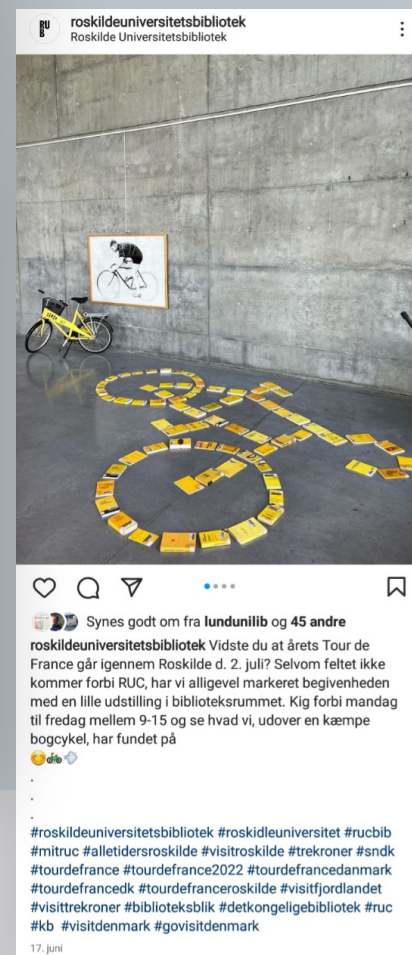 RU
B
roskildeuniversitetsbibliotek
Roskilde Universitetsbibliotek
Synes godt om fra lundunilib og 45 andre
roskildeuniversitetsbibliotek Vidste du at årets Tour de
France går igennem Roskilde d. 2. juli? Selvom feltet ikke
kommer forbi RUC, har vi alligevel markeret begivenheden
med en lille udstilling i biblioteksrummet. Kig forbi mandag
til fredag mellem 9-15 og se hvad vi, udover en kæmpe
bogcykel, har fundet på
😊🚲💨
.
.
.
#roskildeuniversitetsbibliotek #roskidleuniversitet #rucbib
#mitruc #alletidersroskilde #visitroskilde #trekroner #sndk
#tourdefrance #tourdefrance2022 #tourdefrancedanmark
#tourdefrancedk #tourdefranceroskilde #visitfjordlandet
#visittrekroner #biblioteksblik #detkongeligebibliotek #ruc
#kb #visitdenmark #govisitdenmark
17. juni